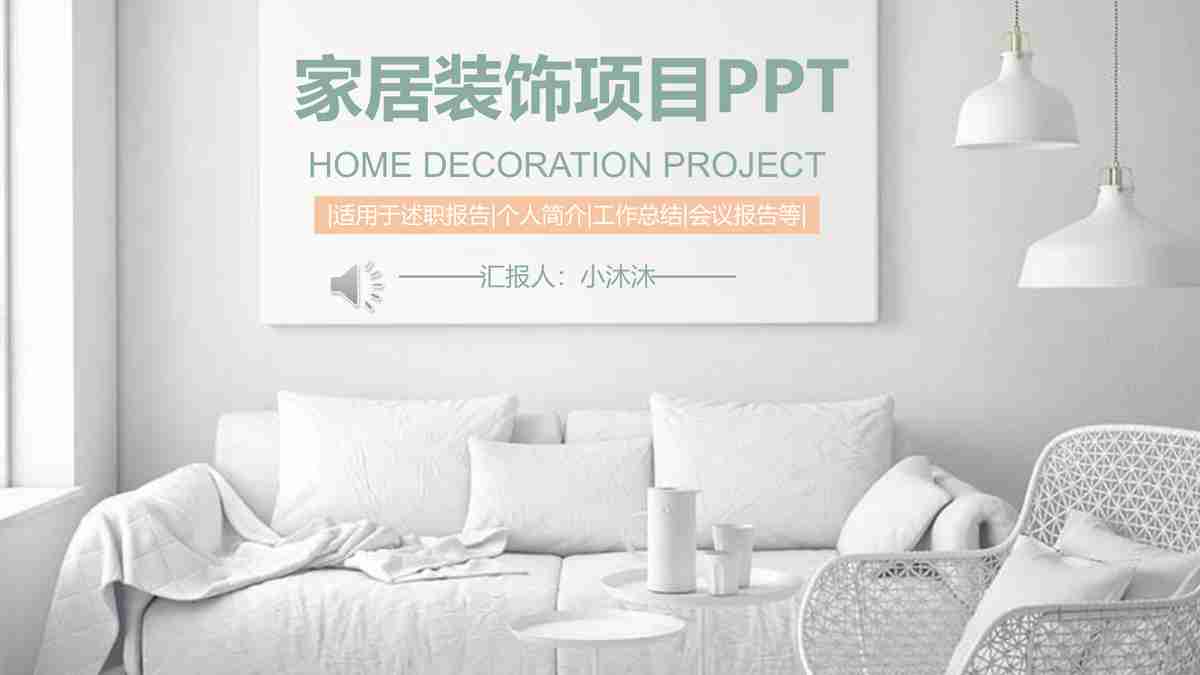 家居装饰项目PPT
HOME DECORATION PROJECT
|适用于述职报告|个人简介|工作总结|会议报告等|
汇报人：小沐沐